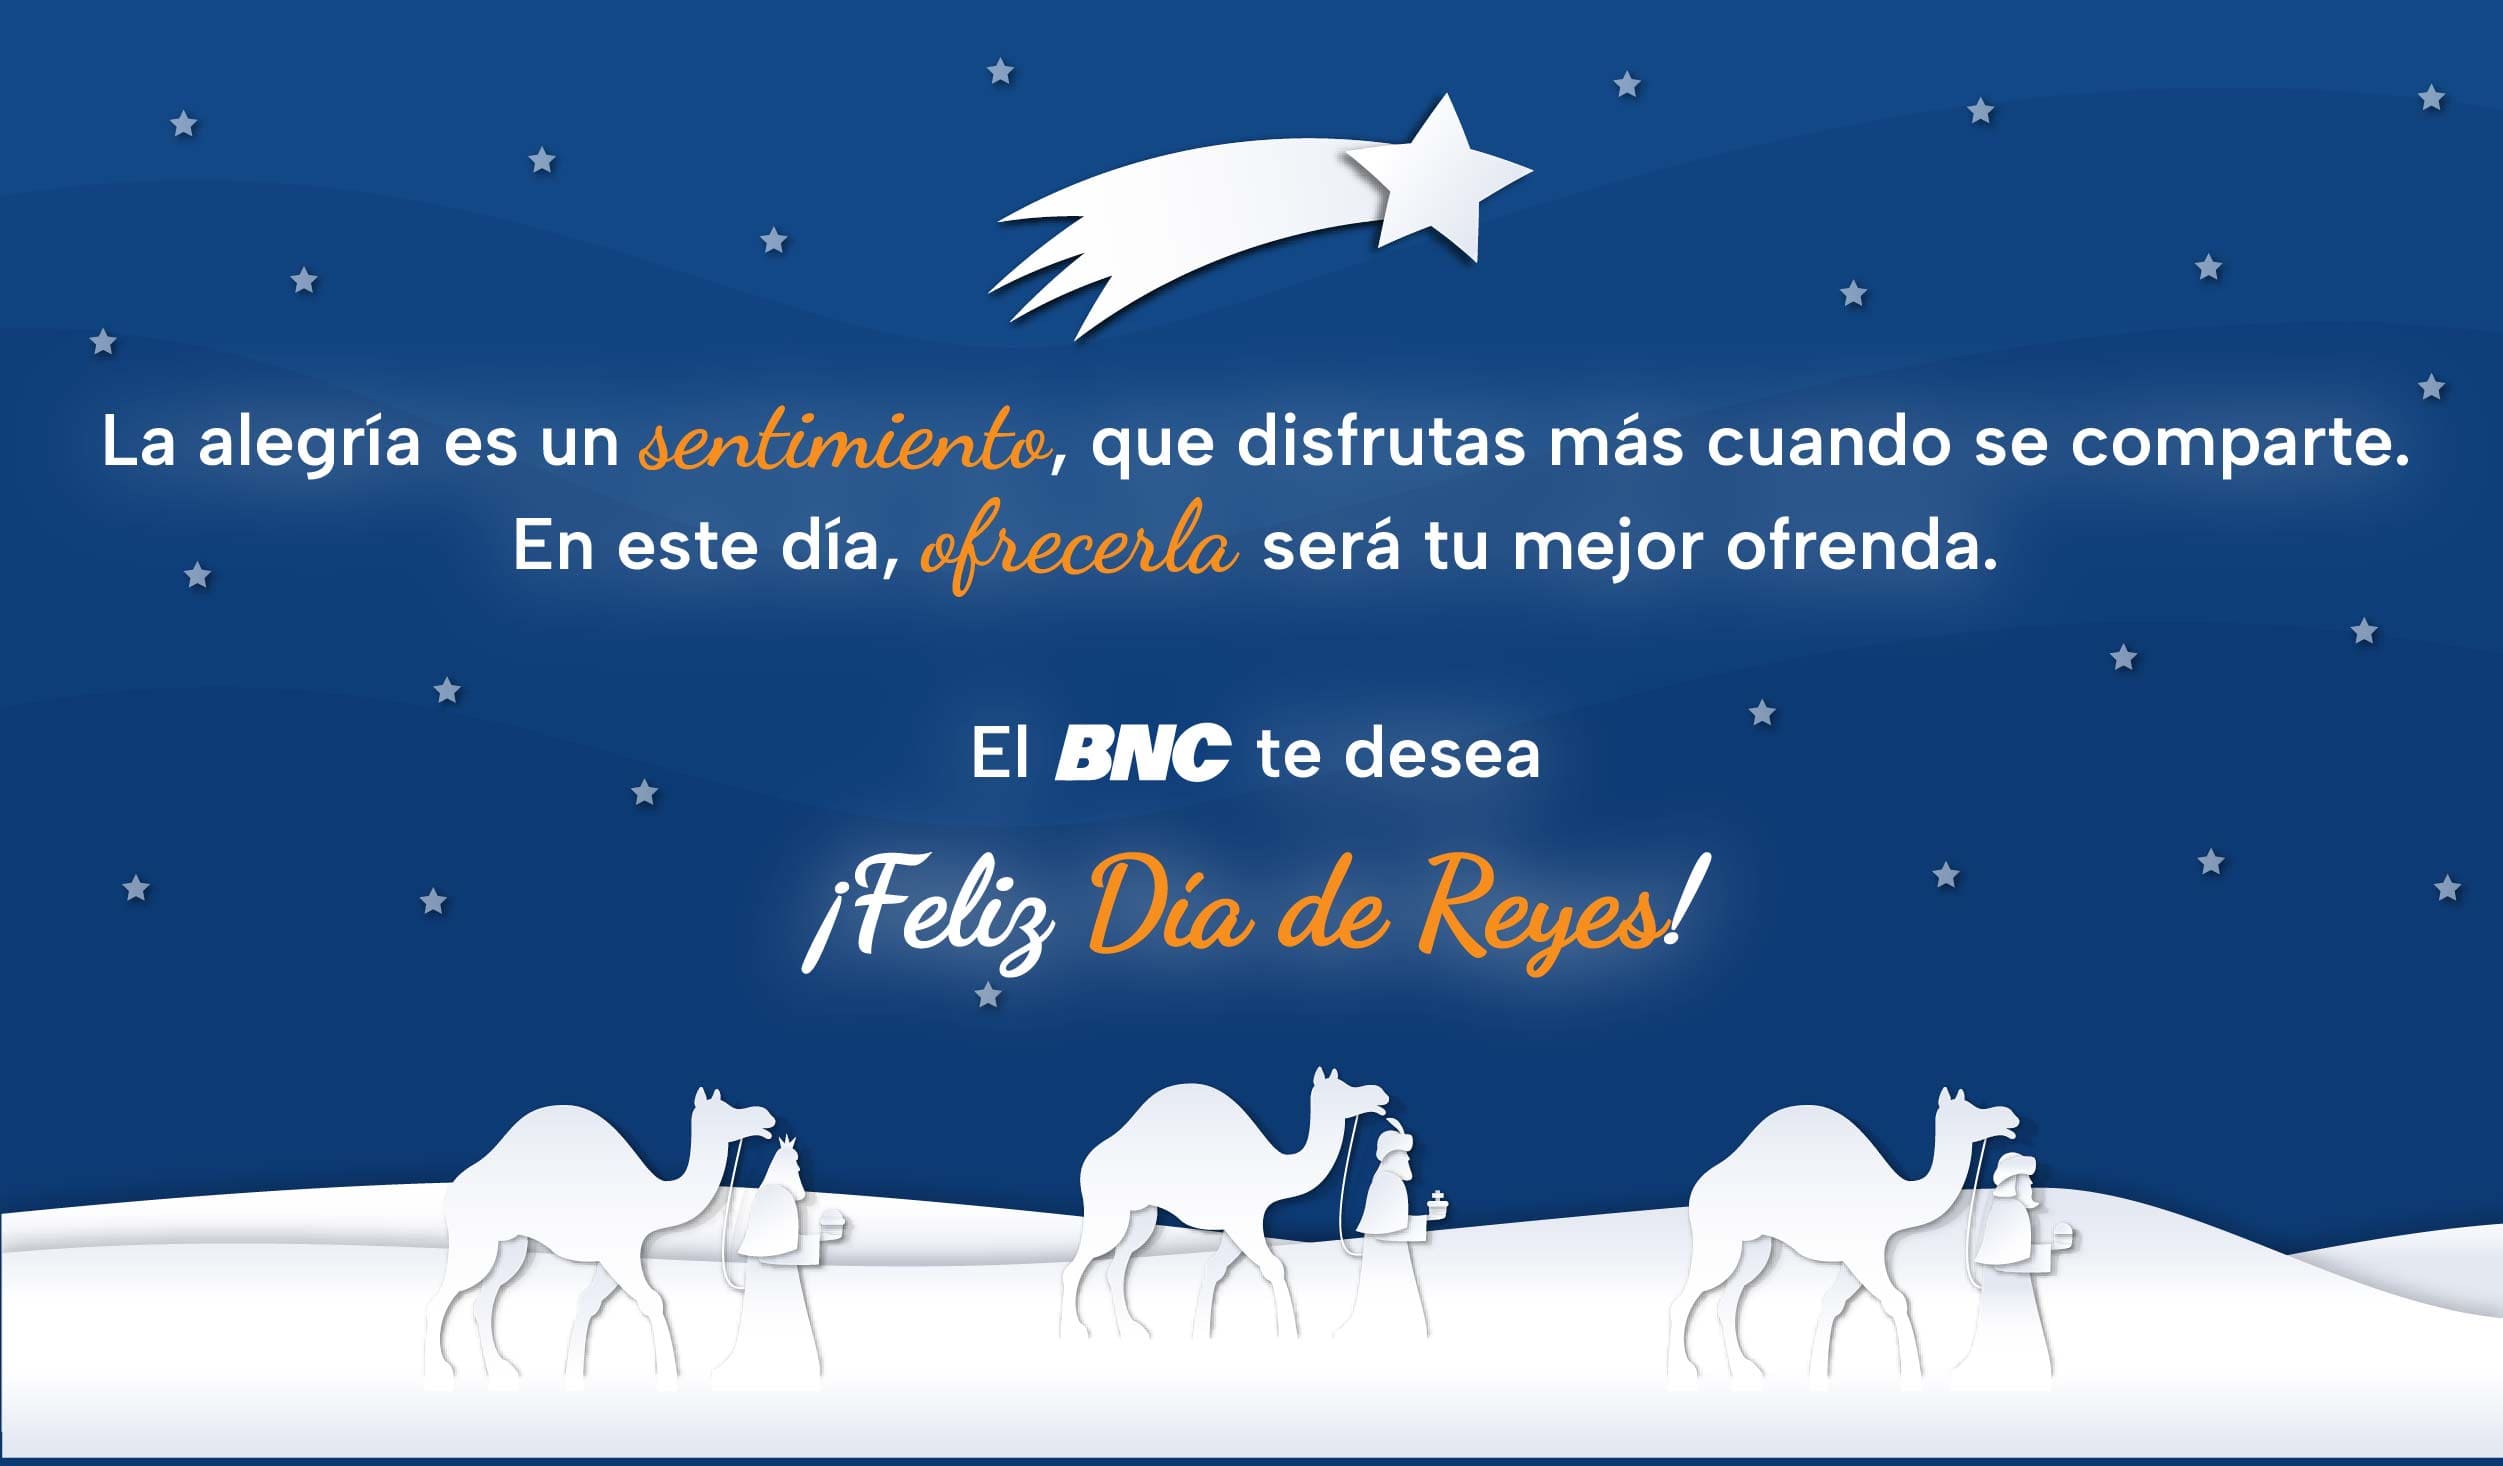 La alegría es un sentimiento, que disfrutas más cuando se comparte.
En este día, ofrecerla será tu mejor ofrenda.
El BNC te desea
¡Feliz Día de Reyes!